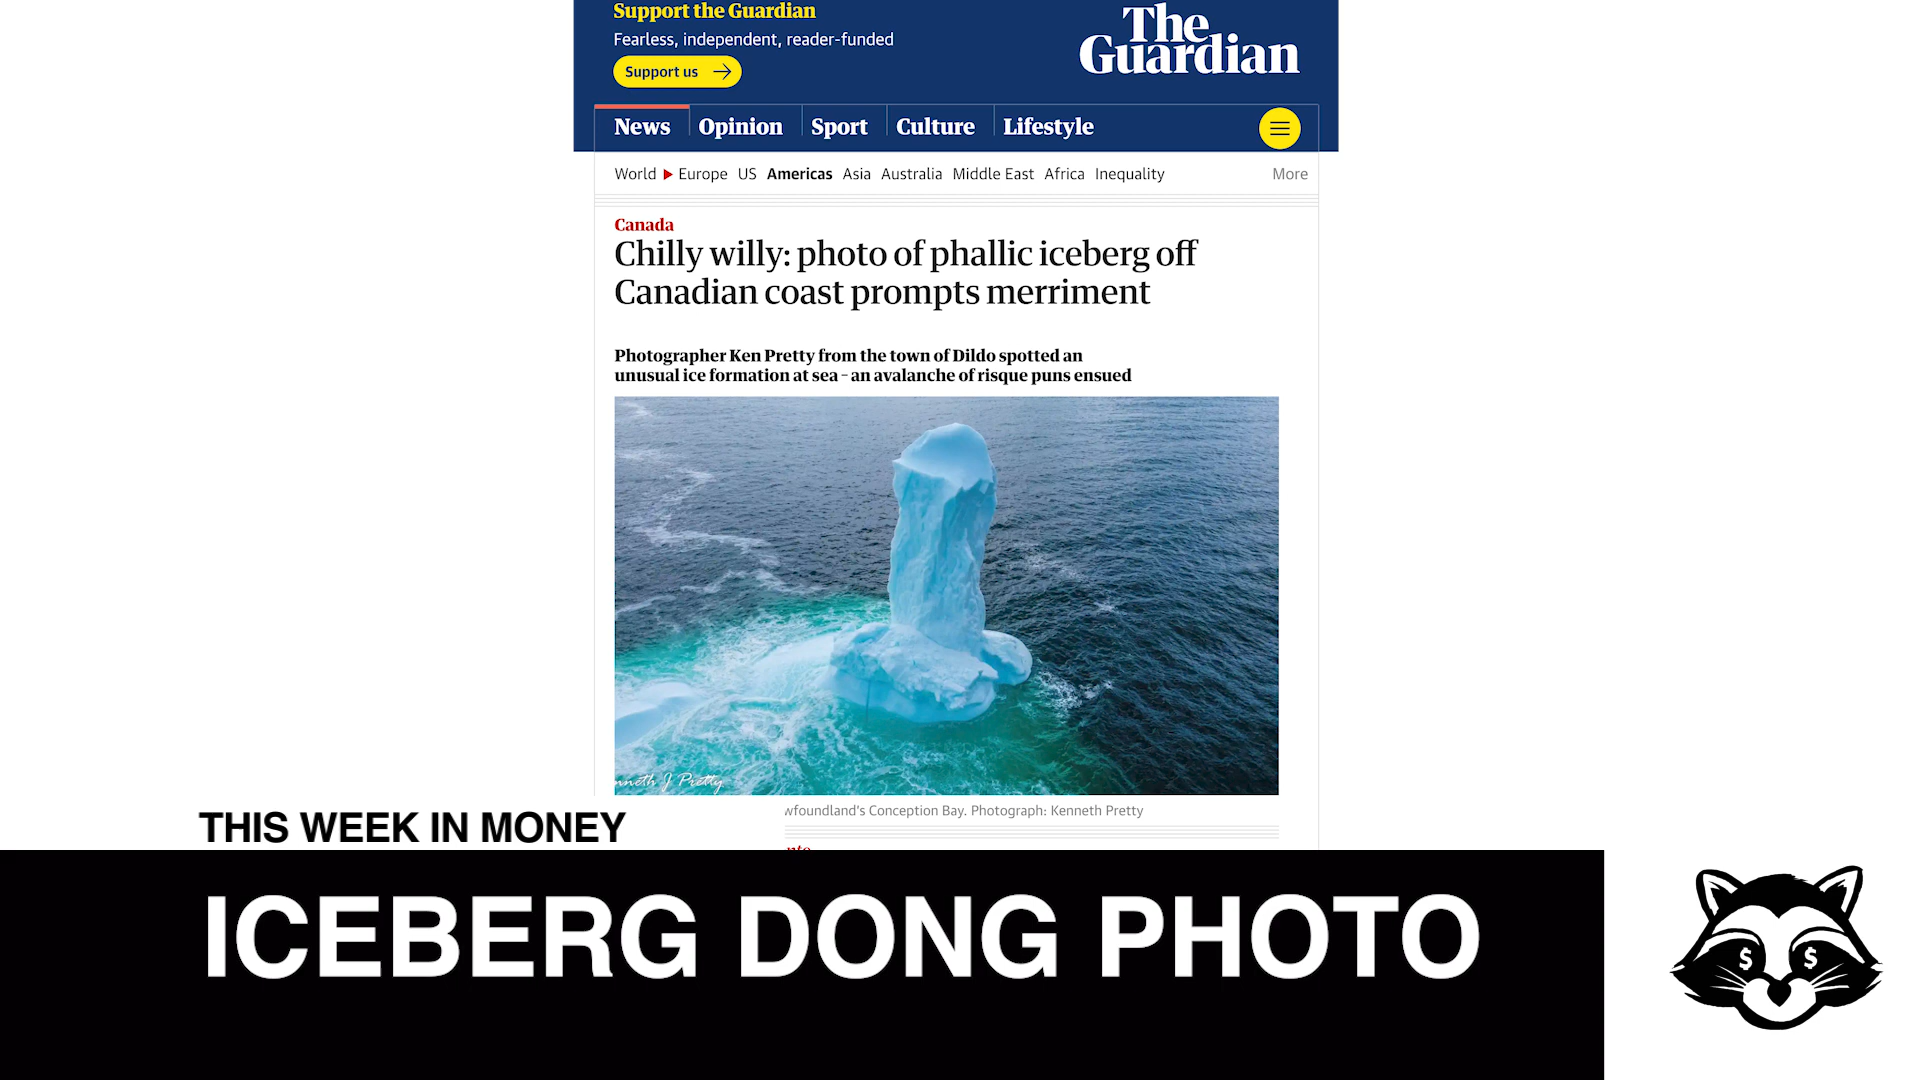 Support the Guardian
Fearless, independent, reader-funded
Support us
The
Guardian
News Opinion Sport Culture Lifestyle
World Europe US Americas Asia Australia Middle East Africa Inequality More
Canada
Chilly willy: photo of phallic iceberg off
Canadian coast prompts merriment
Photographer Ken Pretty from the town of Dildo spotted an
unusual ice formation at sea – an avalanche of risque puns ensued
nneth J Pretty
wfoundland's Conception Bay. Photograph: Kenneth Pretty
THIS WEEK IN MONEY
ICEBERG DONG PHOTO
$ $